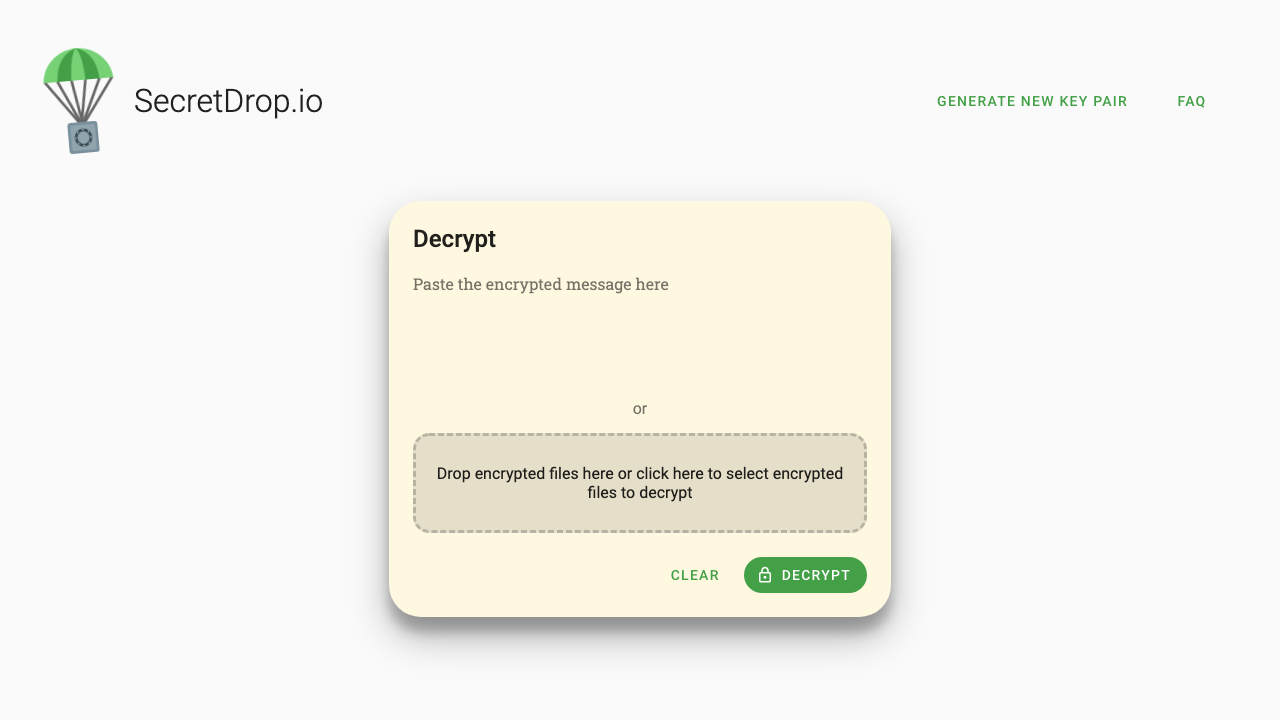 SecretDrop.io
GENERATE NEW KEY PAIR
FAQ
Decrypt
Paste the encrypted message here
or
Drop encrypted files here or click here to select encrypted
files to decrypt
CLEAR
DECRYPT